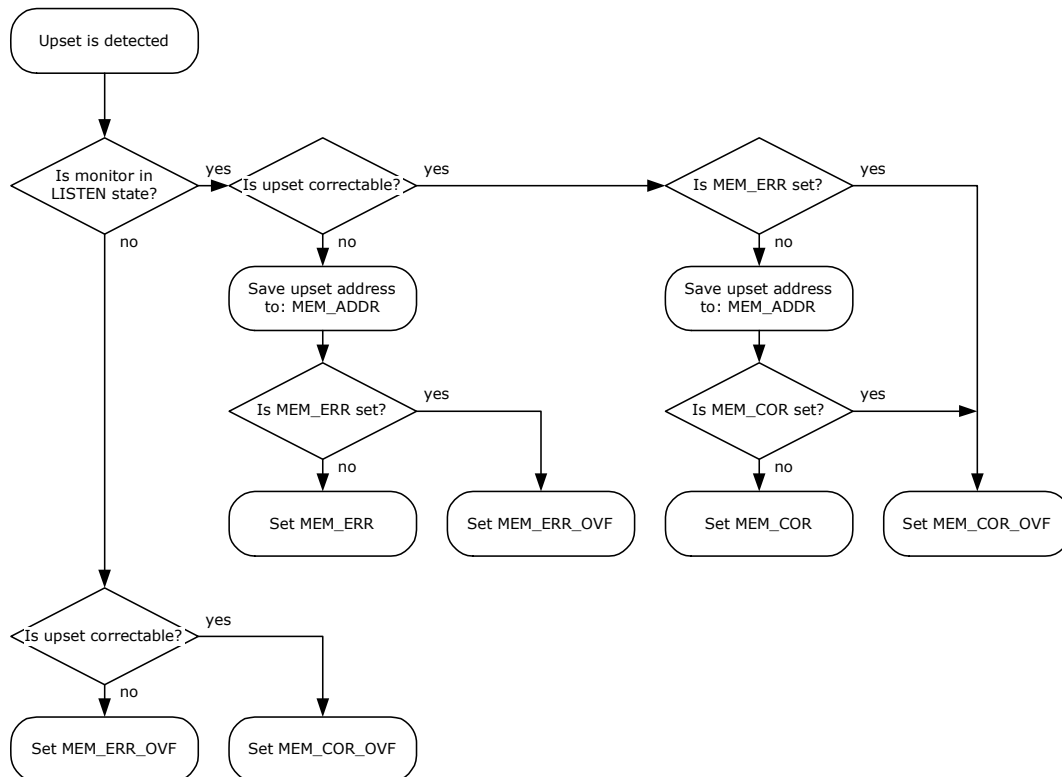 Upset is detected
Is monitor in
LISTEN state?
yes
no
Is upset correctable?
yes
no
Is MEM_ERR set?
yes
no
Save upset address
to: MEM_ADDR
Save upset address
to: MEM_ADDR
Is MEM_ERR set?
yes
no
Is MEM_COR set?
yes
no
Set MEM_ERR
Set MEM_ERR_OVF
Set MEM_COR
Set MEM_COR_OVF
Is upset correctable?
yes
no
Set MEM_ERR_OVF
Set MEM_COR_OVF